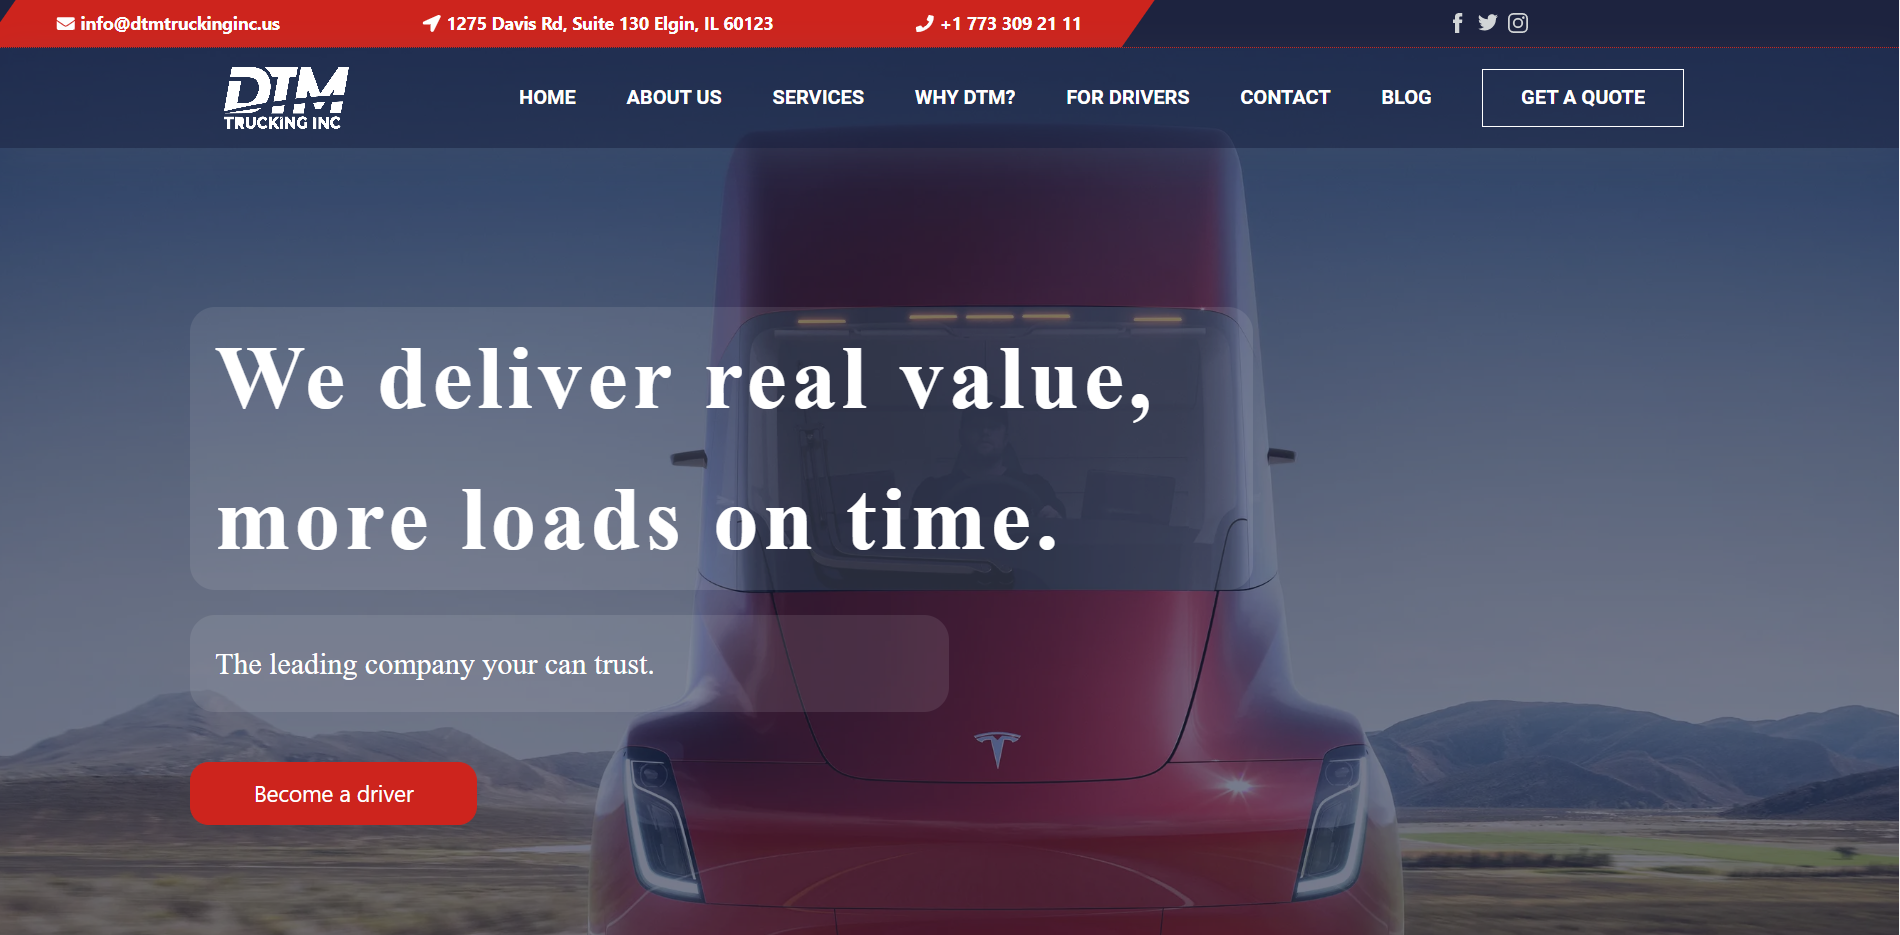 info@dtmtruckinginc.us
1275 Davis Rd, Suite 130 Elgin, IL 60123
+1 773 309 21 11
DTM
TRUCKING INC
HOME
ABOUT US
SERVICES
WHY DTM?
FOR DRIVERS
CONTACT
BLOG
GET A QUOTE
We deliver real value,
more loads on time.
The leading company your can trust.
Become a driver